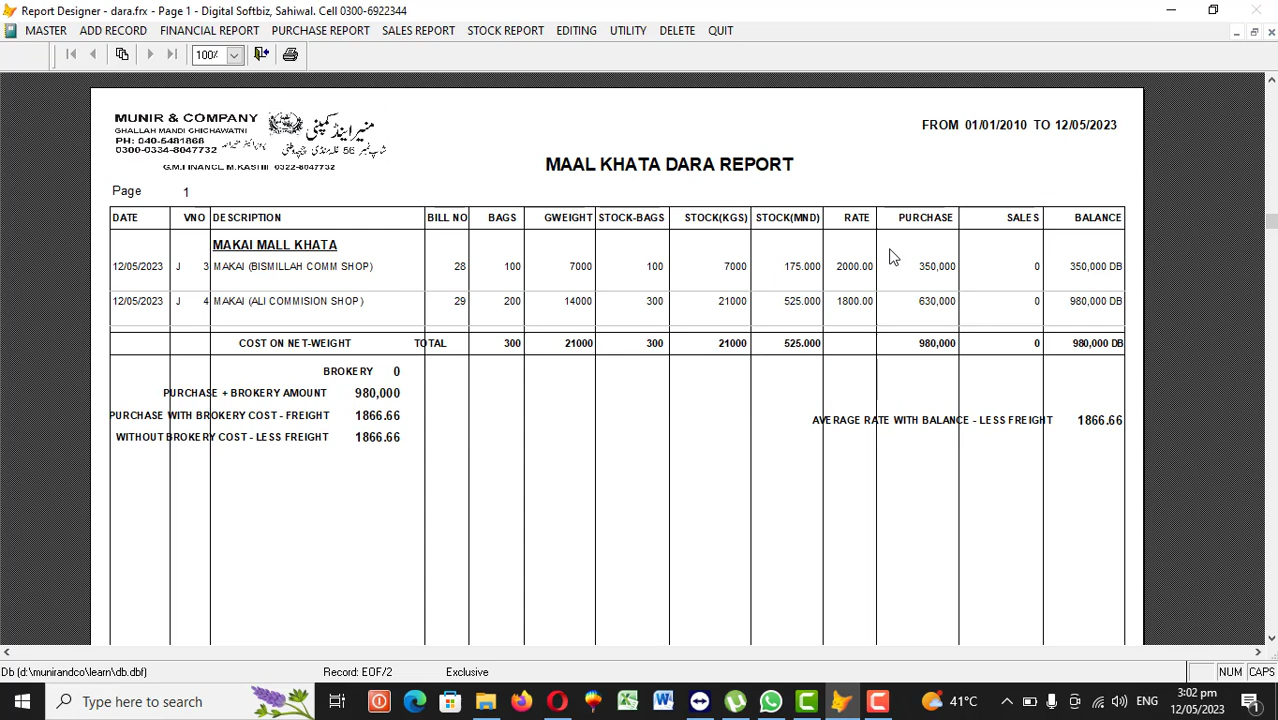 Report Designer - dara.frx - Page 1 - Digital Softbiz, Sahiwal. Cell 0300-6922344
MASTER ADD RECORD FINANCIAL REPORT PURCHASE REPORT SALES REPORT STOCK REPORT EDITING UTILITY DELETE QUIT
100%
MUNIR & COMPANY منیر اینڈ کمپنی
GHALLAH MANDI CHICHAWATNI
PH: 040-5481866
0300-0334-8047732
شاپ نمبر 56 غلہ منڈی چیچہ وطنی
FROM 01/01/2010 TO 12/05/2023
MAAL KHATA DARA REPORT
Page 1
DATE VNO DESCRIPTION BILL NO BAGS GWEIGHT STOCK-BAGS STOCK(KGS) STOCK(MND) RATE PURCHASE SALES BALANCE
MAKAI MALL KHATA
12/05/2023 J 3 MAKAI (BISMILLAH COMM SHOP) 28 100 7000 100 7000 175.000 2000.00 350,000 0 350,000 DB
12/05/2023 J 4 MAKAI (ALI COMMISION SHOP) 29 200 14000 300 21000 525.000 1800.00 630,000 0 980,000 DB
COST ON NET-WEIGHT TOTAL 300 21000 300 21000 525.000 980,000 0 980,000 DB
BROKERY 0
PURCHASE + BROKERY AMOUNT 980,000
PURCHASE WITH BROKERY COST - FREIGHT 1866.66
AVERAGE RATE WITH BALANCE - LESS FREIGHT 1866.66
WITHOUT BROKERY COST - LESS FREIGHT 1866.66
Db (d:\munirandco\learn\db.dbf) Record: EOF/2 Exclusive NUM CAPS
Type here to search 41°C ENG 3:02 pm
12/05/2023 1